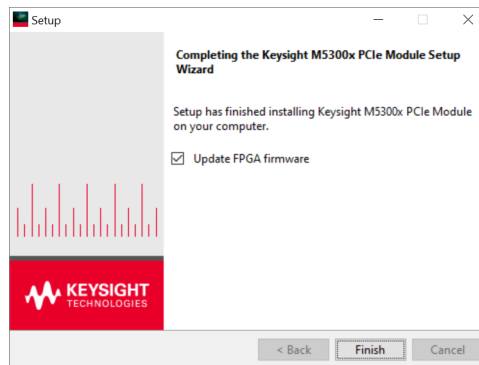 Setup
Completing the Keysight M5300x PCIe Module Setup
Wizard
Setup has finished installing Keysight M5300x PCIe Module
on your computer.
Update FPGA firmware
KEYSIGHT
TECHNOLOGIES
< Back Finish Cancel